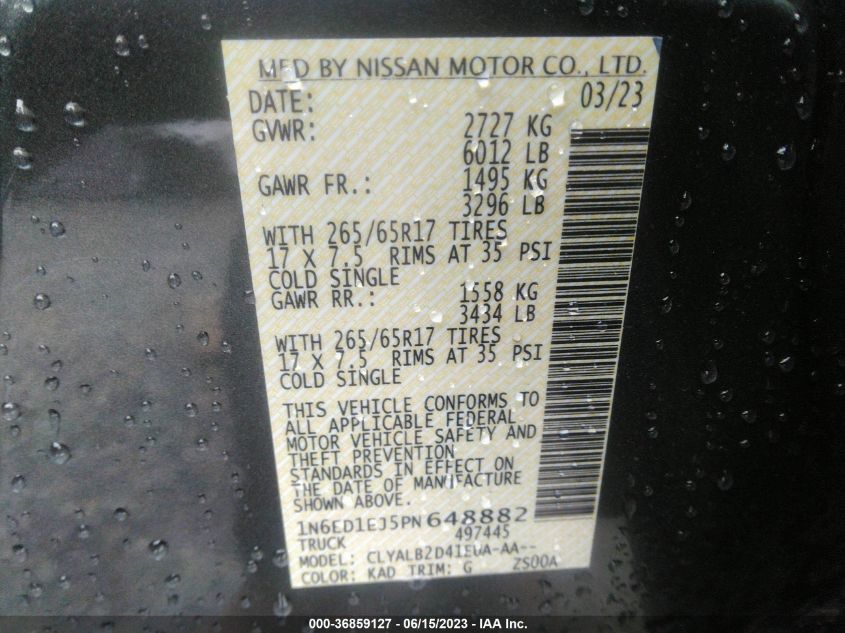 MFD BY NISSAN MOTOR CO., LTD.
DATE: 03/23
GVWR: 2727 KG
6012 LB
GAWR FR.: 1495 KG
3296 LB
WITH 265/65R17 TIRES
17 X 7.5 RIMS AT 35 PSI
COLD SINGLE
GAWR RR.: 1558 KG
3434 LB
WITH 265/65R17 TIRES
17 X 7.5 RIMS AT 35 PSI
COLD SINGLE
THIS VEHICLE CONFORMS TO
ALL APPLICABLE FEDERAL
MOTOR VEHICLE SAFETY AND
THEFT PREVENTION
STANDARDS IN EFFECT ON
THE DATE OF MANUFACTURE
SHOWN ABOVE.
1N6ED1EJ5PN648882
TRUCK 497445
MODEL: CLYALB2D41EUA-AA--
COLOR: KAD TRIM: G ZS00A
000-36859127 - 06/15/2023 - IAA Inc.